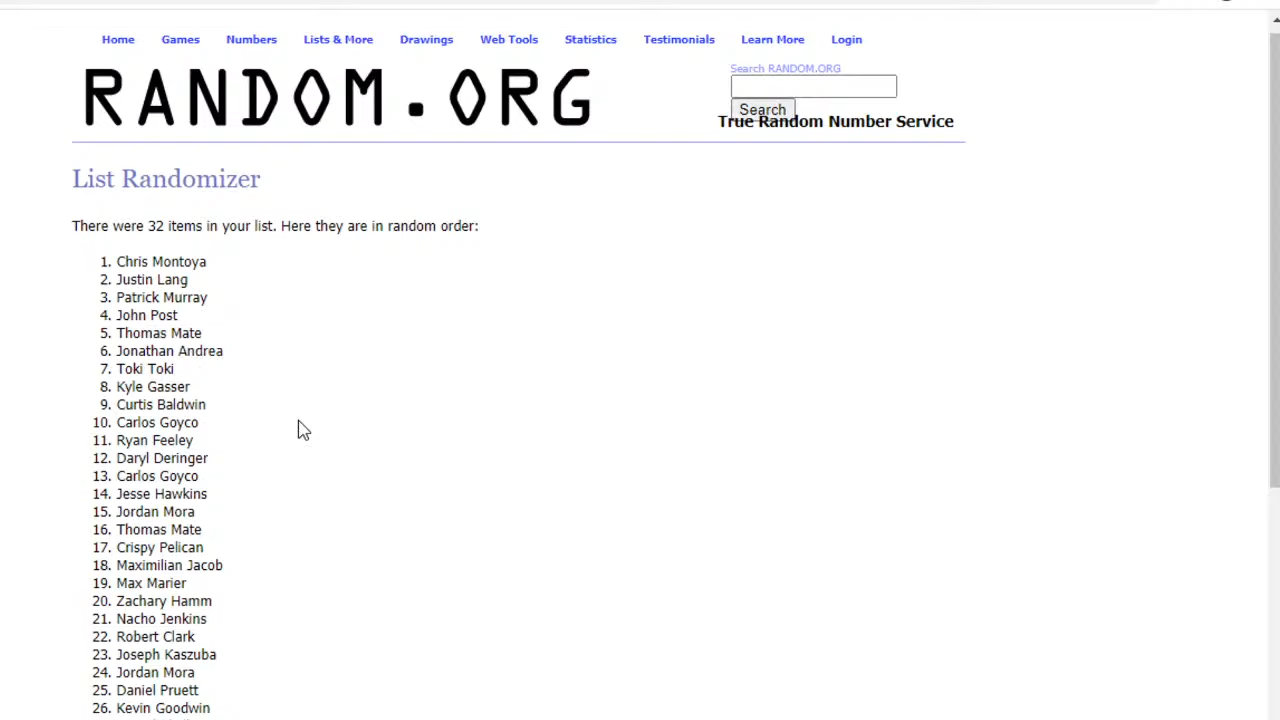 Home Games Numbers Lists & More Drawings Web Tools Statistics Testimonials Learn More Login
RANDOM.ORG
Search RANDOM.ORG
Search
True Random Number Service
List Randomizer
There were 32 items in your list. Here they are in random order:
1. Chris Montoya
2. Justin Lang
3. Patrick Murray
4. John Post
5. Thomas Mate
6. Jonathan Andrea
7. Toki Toki
8. Kyle Gasser
9. Curtis Baldwin
10. Carlos Goyco
11. Ryan Feeley
12. Daryl Deringer
13. Carlos Goyco
14. Jesse Hawkins
15. Jordan Mora
16. Thomas Mate
17. Crispy Pelican
18. Maximilian Jacob
19. Max Marier
20. Zachary Hamm
21. Nacho Jenkins
22. Robert Clark
23. Joseph Kaszuba
24. Jordan Mora
25. Daniel Pruett
26. Kevin Goodwin